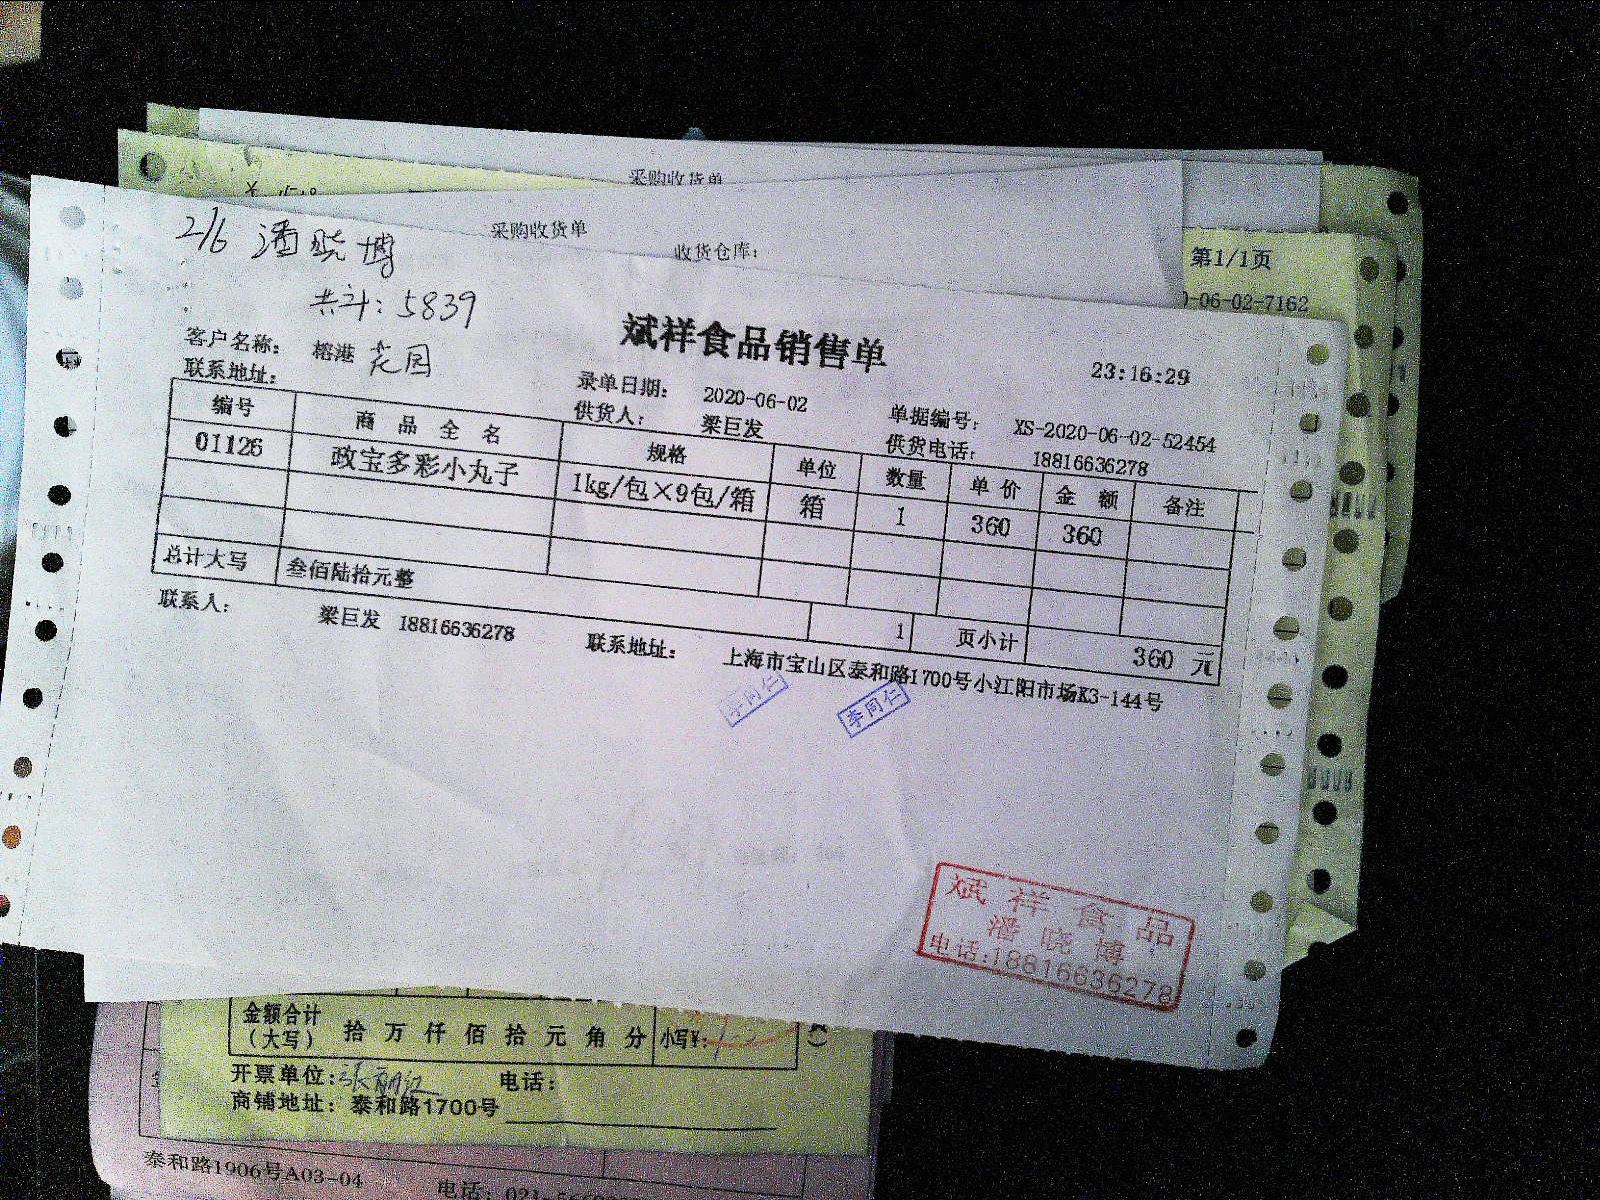 采购收货单
采购收货单
收货仓库:
第1/1页
0-06-02-7162
2/6 潘晓博
共计: 5839
斌祥食品销售单
23:16:29
客户名称: 榕港 花园
录单日期: 2020-06-02
单据编号: XS-2020-06-02-52454
联系地址:
供货人: 梁巨发
供货电话: 18816636278
编号 商品全名 规格 单位 数量 单价 金额 备注
01126 政宝多彩小丸子 1kg/包×9包/箱 箱 1 360 360
总计大写 叁佰陆拾元整 1 页小计 360 元
联系人: 梁巨发 18816636278 联系地址: 上海市宝山区泰和路1700号小江阳市场K3-144号
李同仁 李同仁
斌祥食品
潘晓博
电话:18816636278
金额合计
(大写) 拾万仟佰拾元角分 小写¥:
开票单位: 张丽红 电话:
商铺地址: 泰和路1700号
泰和路1906号A03-04 电话: 021-